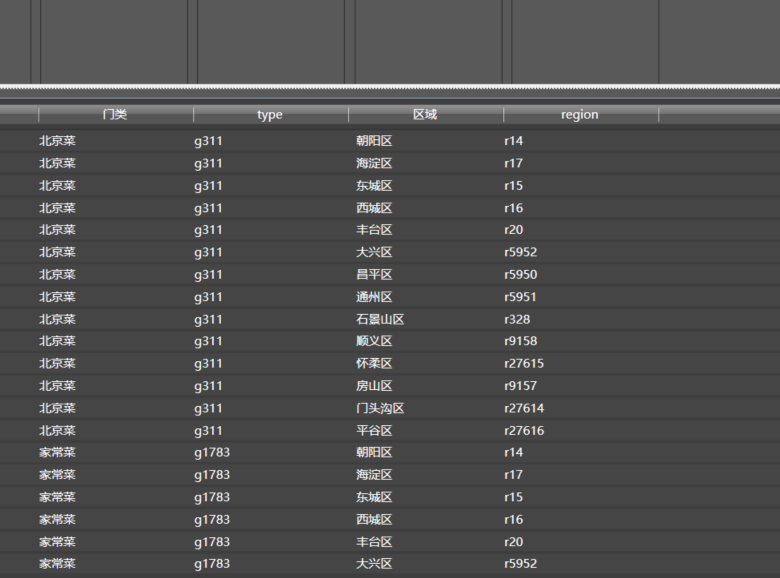 门类 type 区域 region
北京菜 g311 朝阳区 r14
北京菜 g311 海淀区 r17
北京菜 g311 东城区 r15
北京菜 g311 西城区 r16
北京菜 g311 丰台区 r20
北京菜 g311 大兴区 r5952
北京菜 g311 昌平区 r5950
北京菜 g311 通州区 r5951
北京菜 g311 石景山区 r328
北京菜 g311 顺义区 r9158
北京菜 g311 怀柔区 r27615
北京菜 g311 房山区 r9157
北京菜 g311 门头沟区 r27614
北京菜 g311 平谷区 r27616
家常菜 g1783 朝阳区 r14
家常菜 g1783 海淀区 r17
家常菜 g1783 东城区 r15
家常菜 g1783 西城区 r16
家常菜 g1783 丰台区 r20
家常菜 g1783 大兴区 r5952